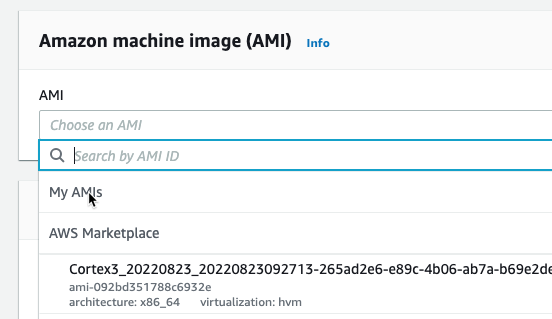 Amazon machine image (AMI) Info
AMI
Choose an AMI
Search by AMI ID
My AMIs
AWS Marketplace
Cortex3_20220823_20220823092713-265ad2e6-e89c-4b06-ab7a-b69e2de
ami-092bd351788c6932e
architecture: x86_64 virtualization: hvm